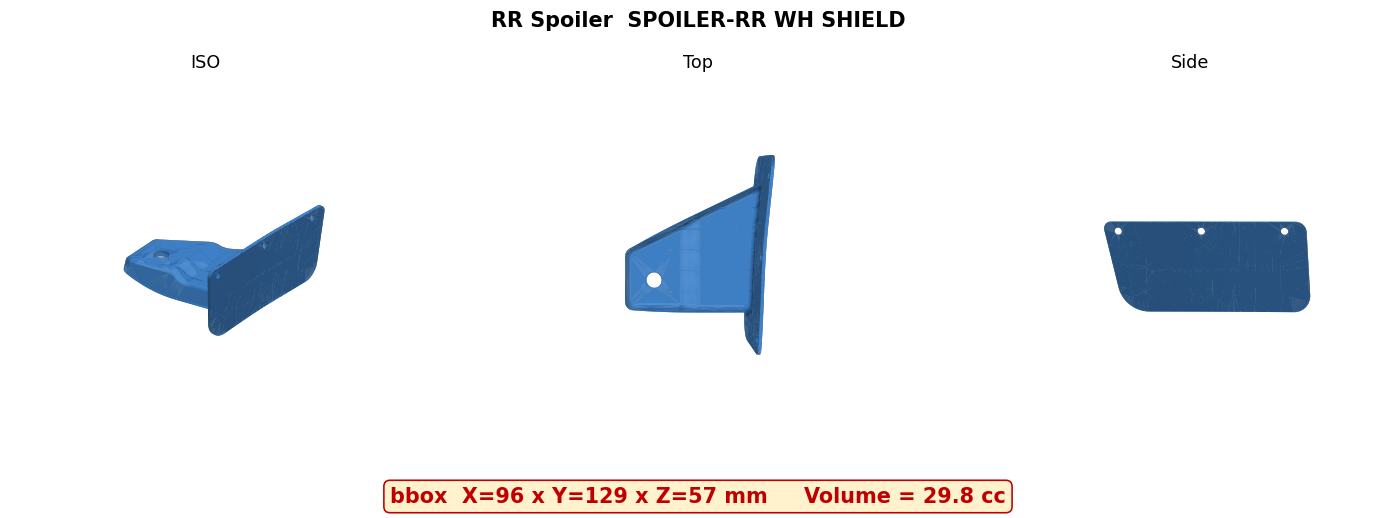 RR Spoiler  SPOILER-RR WH SHIELD
ISO
Top
Side
bbox  X=96 x Y=129 x Z=57 mm     Volume = 29.8 cc